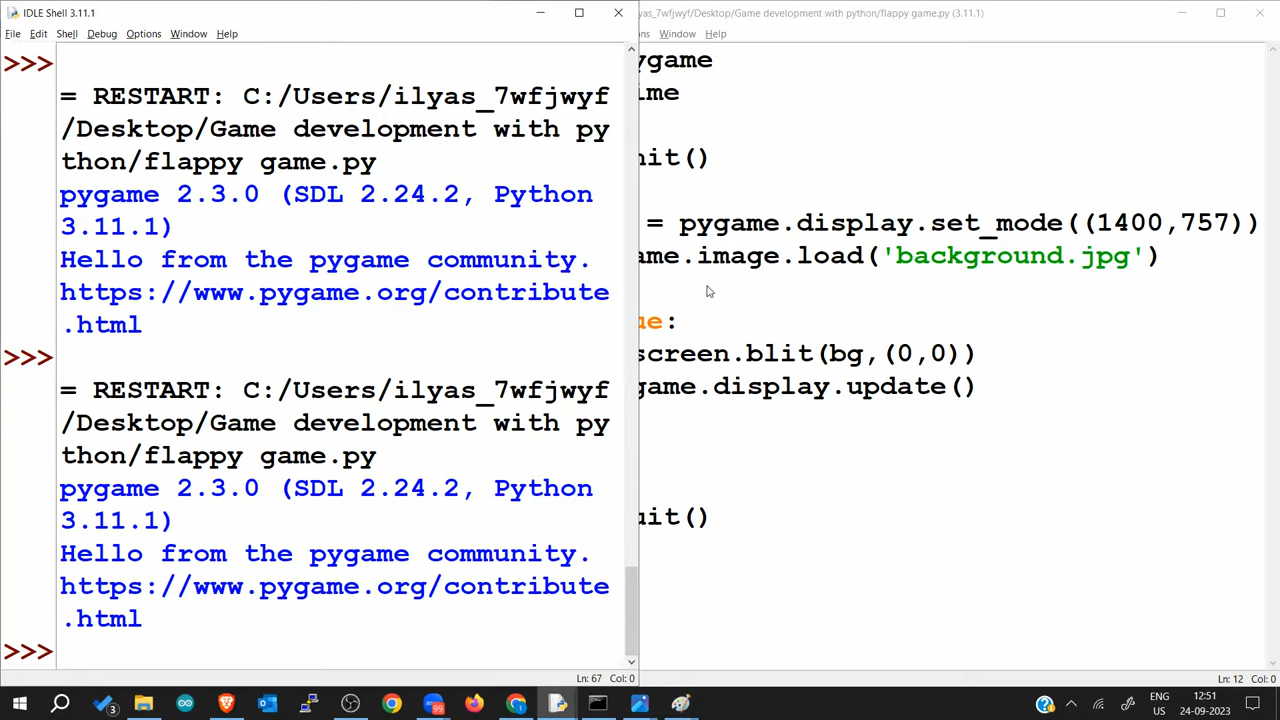 IDLE Shell 3.11.1
File Edit Shell Debug Options Window Help
>>>
= RESTART: C:/Users/ilyas_7wfjwyf
/Desktop/Game development with py
thon/flappy game.py
pygame 2.3.0 (SDL 2.24.2, Python
3.11.1)
Hello from the pygame community.
https://www.pygame.org/contribute
.html
>>>
= RESTART: C:/Users/ilyas_7wfjwyf
/Desktop/Game development with py
thon/flappy game.py
pygame 2.3.0 (SDL 2.24.2, Python
3.11.1)
Hello from the pygame community.
https://www.pygame.org/contribute
.html
>>>
Ln: 67 Col: 0
yas_7wfjwyf/Desktop/Game development with python/flappy game.py (3.11.1)
ns Window Help
ygame
ime
nit()
= pygame.display.set_mode((1400,757))
ame.image.load('background.jpg')
ue:
screen.blit(bg,(0,0))
game.display.update()
uit()
Ln: 12 Col: 0
3
99
ENG
US
12:51
24-09-2023